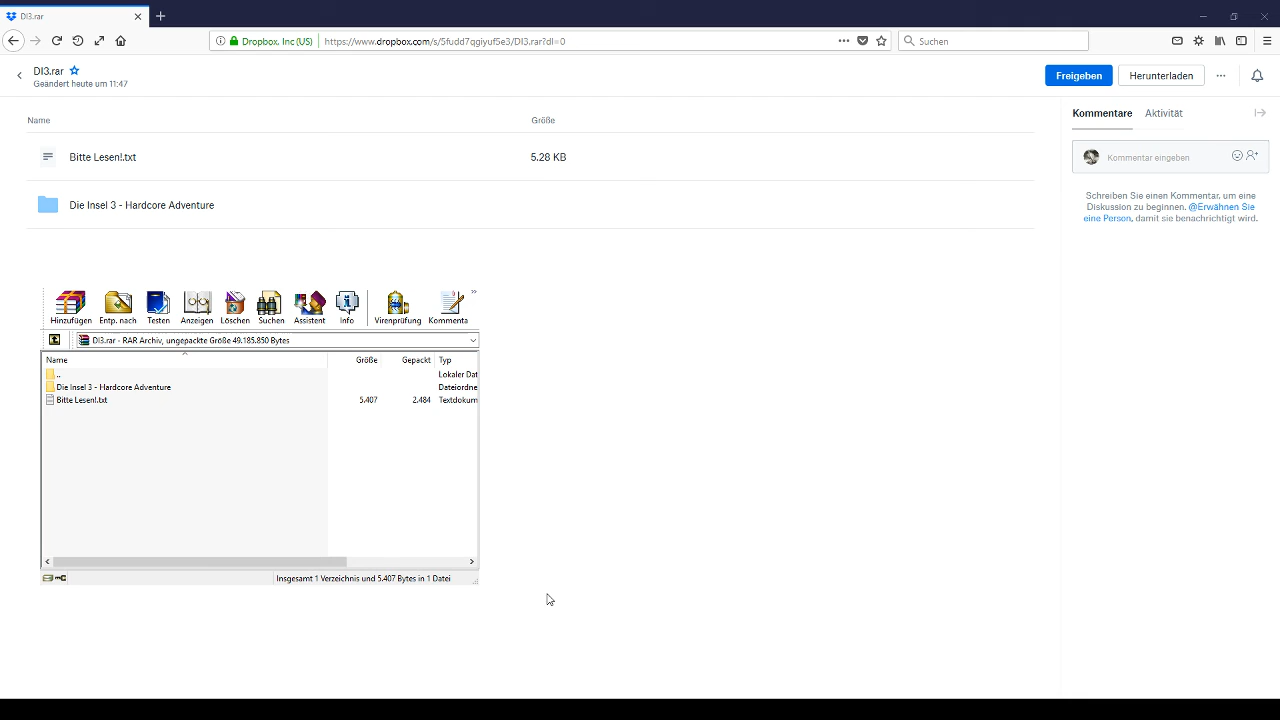 DI3.rar
Dropbox, Inc (US)
https://www.dropbox.com/s/5fudd7qgiyuf5e3/DI3.rar?dl=0
Suchen
DI3.rar
Geändert heute um 11:47
Freigeben
Herunterladen
Name
Größe
Kommentare
Aktivität
Bitte Lesen!.txt
5.28 KB
Kommentar eingeben
Die Insel 3 - Hardcore Adventure
Schreiben Sie einen Kommentar, um eine
Diskussion zu beginnen. @Erwähnen Sie
eine Person, damit sie benachrichtigt wird.
Hinzufügen
Entp. nach
Testen
Anzeigen
Löschen
Suchen
Assistent
Info
Virenprüfung
Kommenta
DI3.rar - RAR Archiv, ungepackte Größe 49.185.850 Bytes
Name
Größe
Gepackt
Typ
..
Lokaler Dat
Die Insel 3 - Hardcore Adventure
Dateiordne
Bitte Lesen!.txt
5.407
2.484
Textdokum
Insgesamt 1 Verzeichnis und 5.407 Bytes in 1 Datei